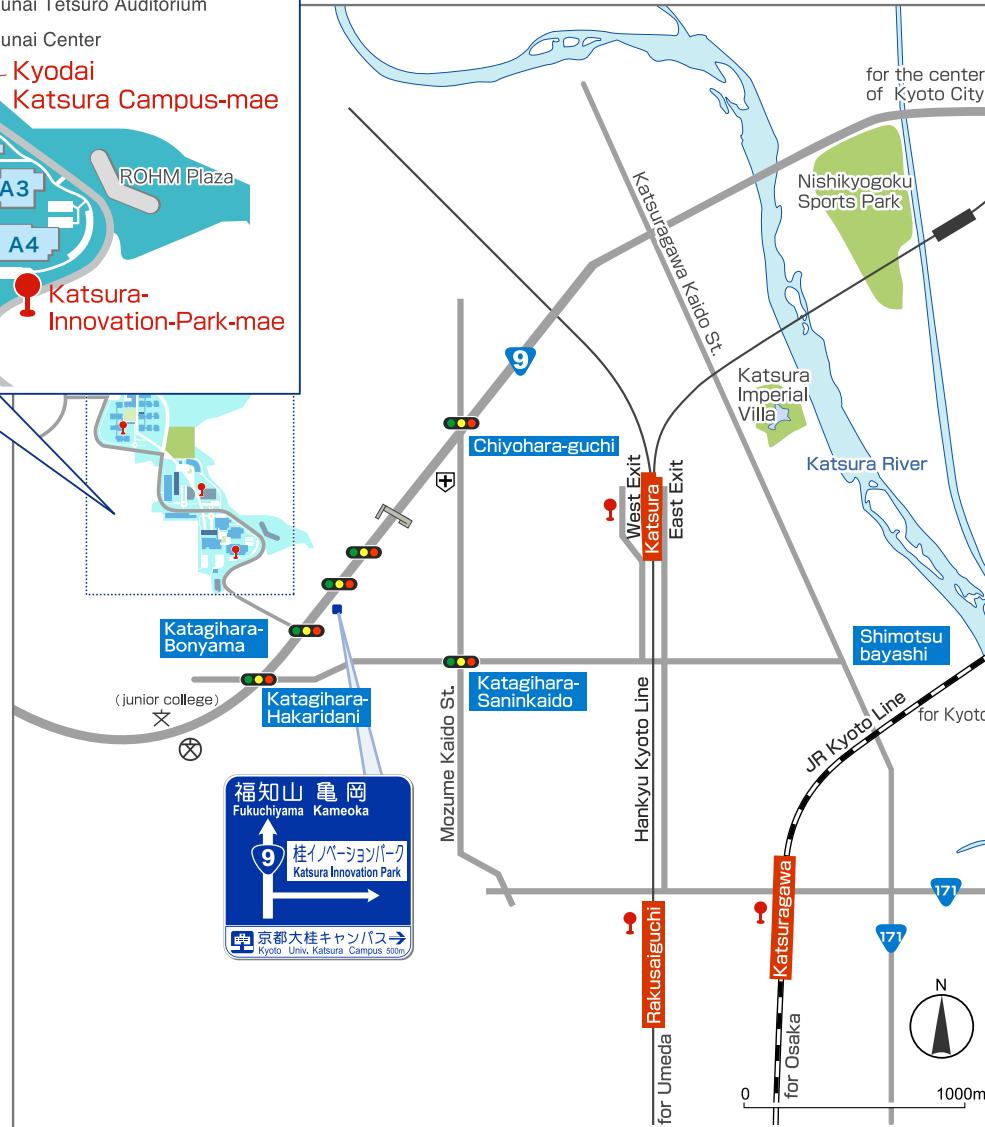 unai Tetsuro Auditorium
unai Center
Kyodai
Katsura Campus-mae
ROHM Plaza
A3
A4
Katsura-
Innovation-Park-mae
for the center
of Kyoto City
Nishikyogoku
Sports Park
Katsuragawa Kaido St.
9
Katsura
Imperial
Villa
Chiyohara-guchi
Katsura River
West Exit
Katsura
East Exit
Katagihara-
Bonyama
Shimotsu
bayashi
Katagihara-
Saninkaido
Katagihara-
Hakaridani
(junior college)
Mozume Kaido St.
Hankyu Kyoto Line
JR Kyoto Line
for Kyoto
福知山 亀岡
Fukuchiyama Kameoka
9
桂イノベーションパーク
Katsura Innovation Park
京都大桂キャンパス→
Kyoto Univ. Katsura Campus 500m
171
171
Rakusaiguchi
Katsuragawa
for Umeda
for Osaka
N
0 1000m